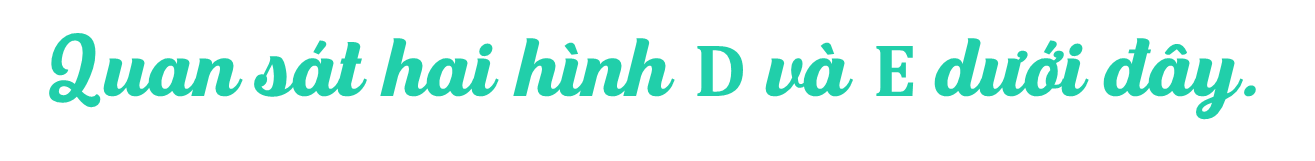 Quan sát hai hình D và E dưới đây.